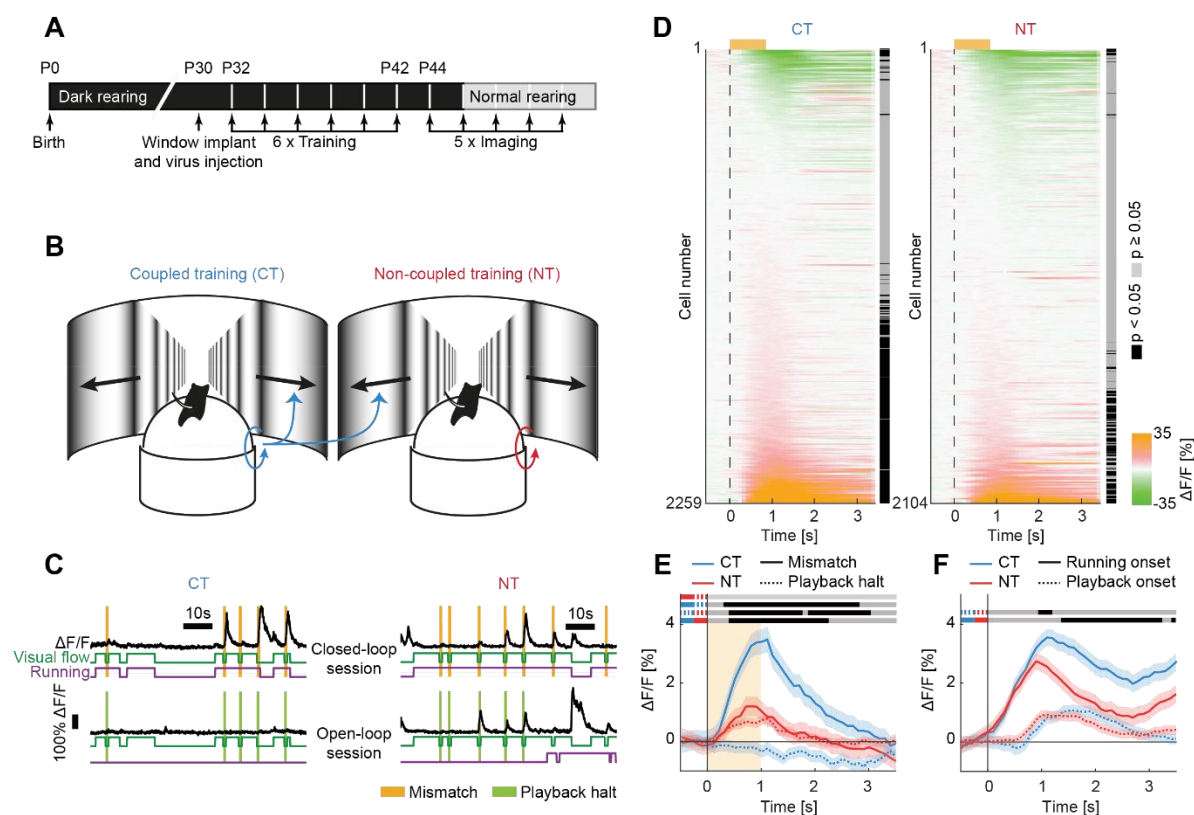 A
P0
P30 P32
P42 P44
Dark rearing
Normal rearing
Birth
Window implant
and virus injection
6 x Training
5 x Imaging
B
Coupled training (CT)
Non-coupled training (NT)
C
CT
NT
10s
10s
ΔF/F
Visual flow
Running
Closed-loop
session
100% ΔF/F
Open-loop
session
Mismatch
Playback halt
D
CT
NT
1
1
Cell number
Cell number
2259
2104
0 1 2 3
0 1 2 3
Time [s]
Time [s]
p < 0.05
p ≥ 0.05
35
-35
ΔF/F [%]
E
CT
NT
Mismatch
Playback halt
4
2
0
ΔF/F [%]
0 1 2 3
Time [s]
F
CT
NT
Running onset
Playback onset
4
2
0
ΔF/F [%]
0 1 2 3
Time [s]